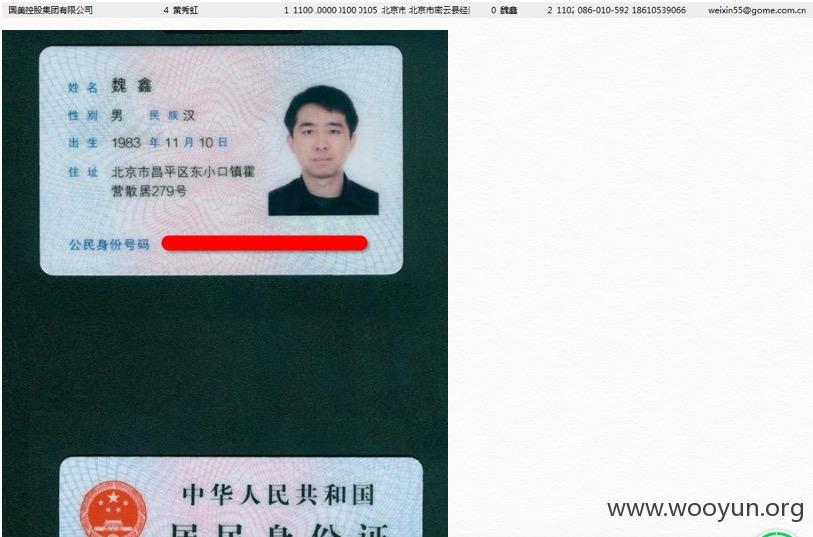 国美控股集团有限公司 4 黄秀虹 1 1100 0000 0100 0105 北京市 北京市密云县经 0 魏鑫 2 1102 086-010-592 18610539066 weixin55@gome.com.cn
姓 名 魏 鑫
性 别 男 民 族 汉
出 生 1983 年 11 月 10 日
住 址 北京市昌平区东小口镇霍
营散居279号
公民身份号码
中华人民共和国
居民身份证
www.wooyun.org